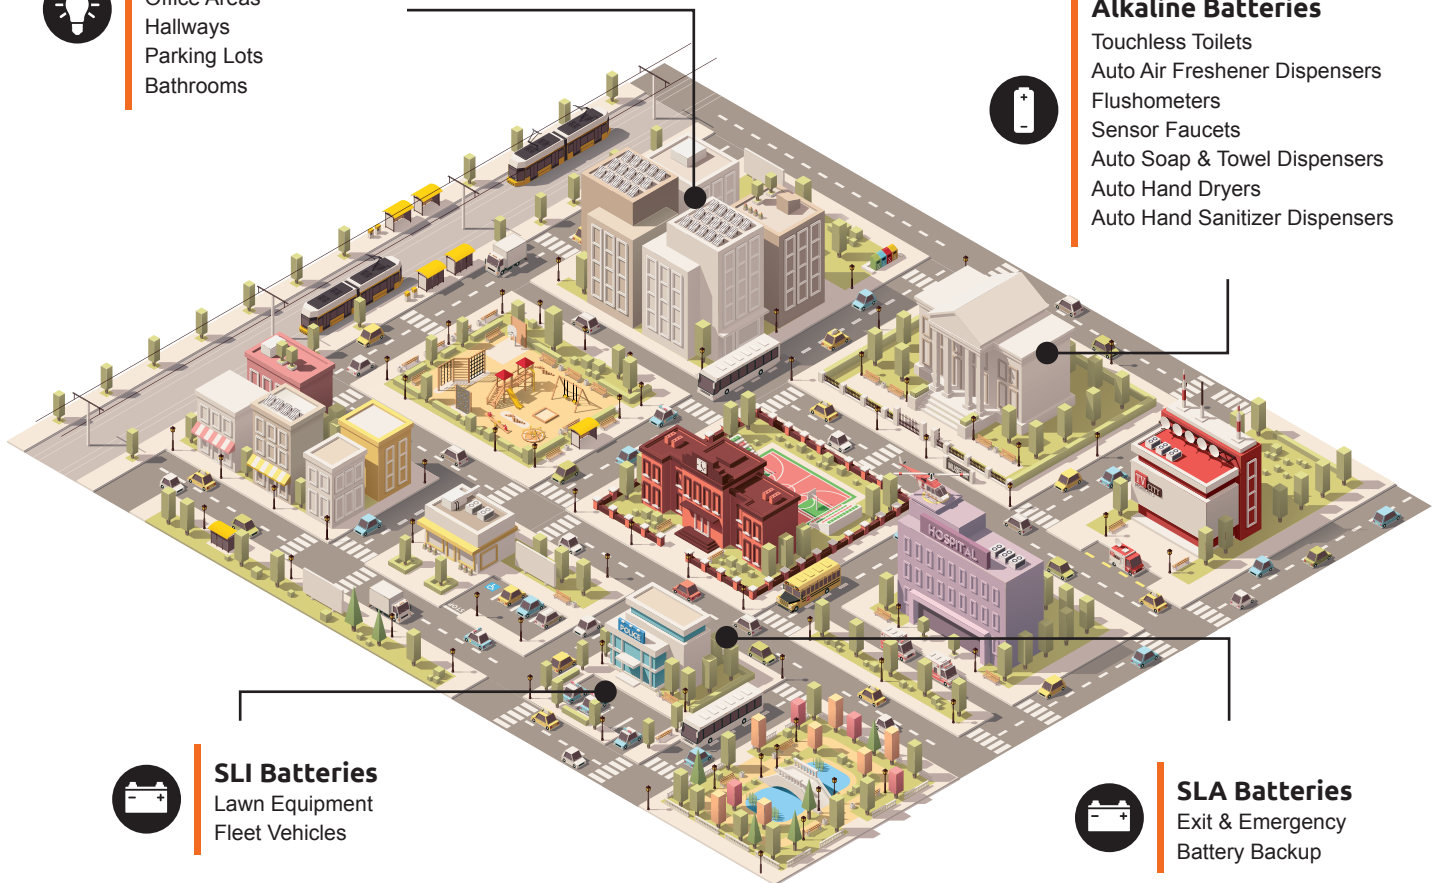 Office Areas
Hallways
Parking Lots
Bathrooms
Alkaline Batteries
Touchless Toilets
Auto Air Freshener Dispensers
Flushometers
Sensor Faucets
Auto Soap & Towel Dispensers
Auto Hand Dryers
Auto Hand Sanitizer Dispensers
TV CITY
HOSPITAL
POLICE
SLI Batteries
Lawn Equipment
Fleet Vehicles
SLA Batteries
Exit & Emergency
Battery Backup